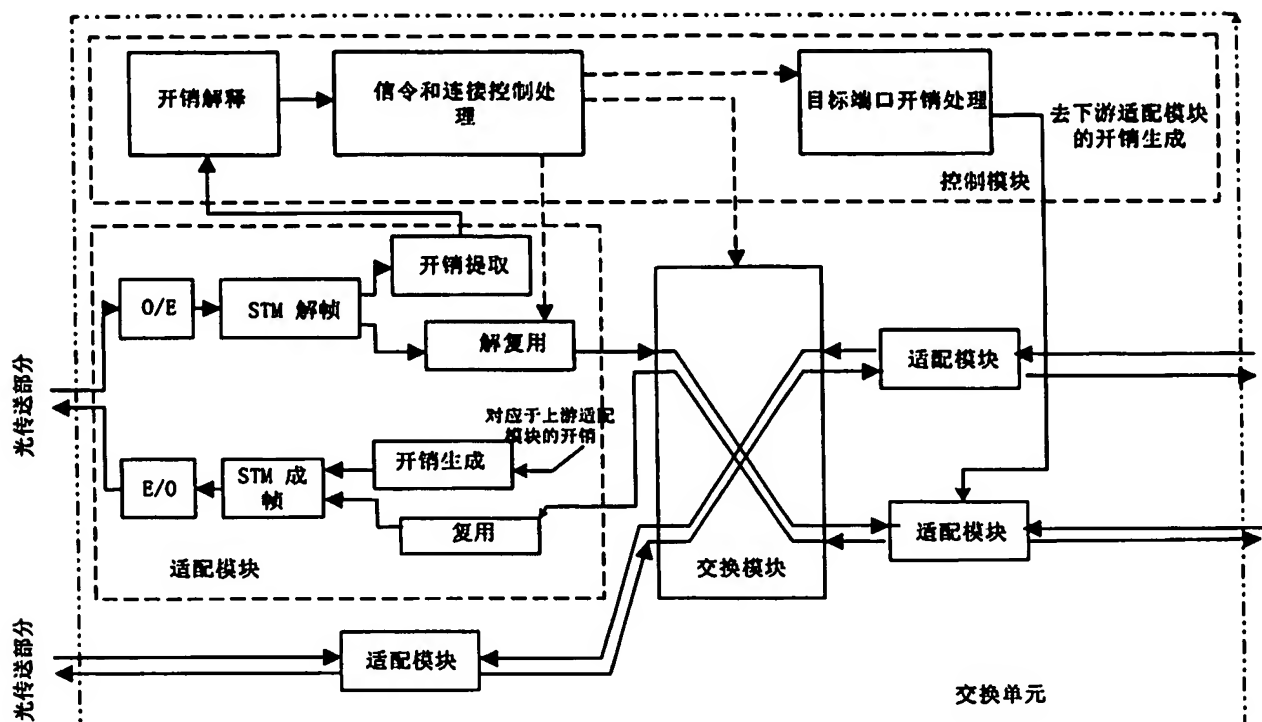 开销解释
信令和连接控制处
理
目标端口开销处理
去下游适配模块
的开销生成
控制模块
开销提取
O/E
STM 解帧
解复用
适配模块
光传送部分
对应于上游适配
模块的开销
开销生成
E/O
STM 成
帧
复用
适配模块
适配模块
交换模块
光传送部分
适配模块
交换单元